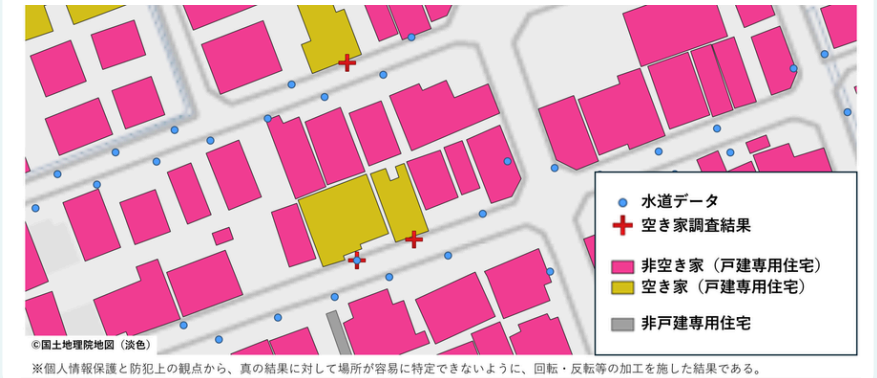 水道データ
空き家調査結果
非空き家（戸建専用住宅）
空き家（戸建専用住宅）
非戸建専用住宅
©国土地理院地図（淡色）
※個人情報保護と防犯上の観点から、真の結果に対して場所が容易に特定できないように、回転・反転等の加工を施した結果である。